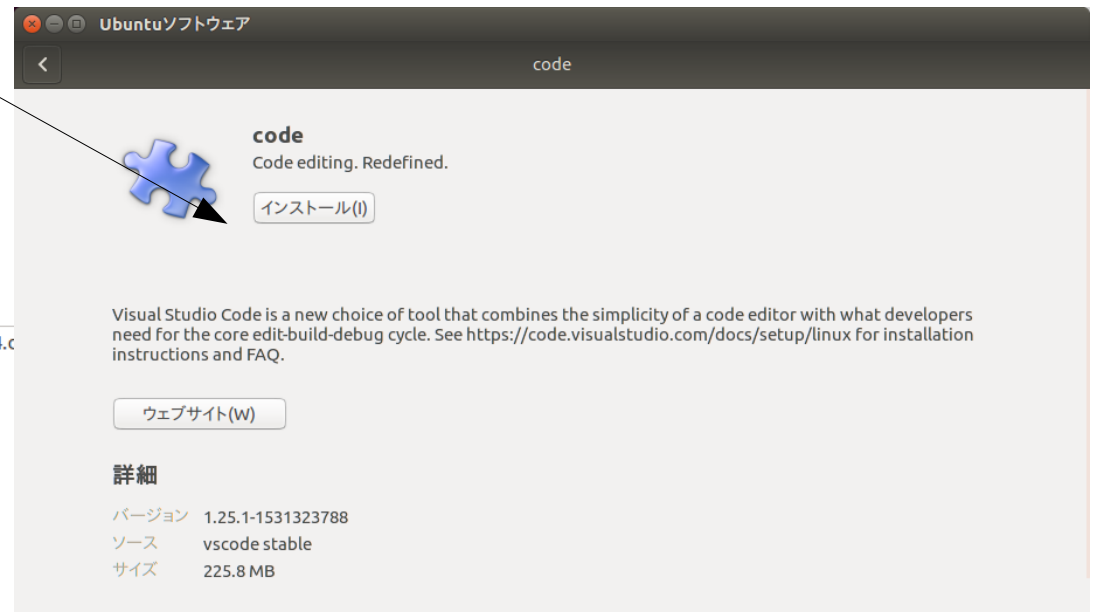 Ubuntuソフトウェア
code
code
Code editing. Redefined.
インストール(I)
Visual Studio Code is a new choice of tool that combines the simplicity of a code editor with what developers
need for the core edit-build-debug cycle. See https://code.visualstudio.com/docs/setup/linux for installation
instructions and FAQ.
ウェブサイト(W)
詳細
バージョン 1.25.1-1531323788
ソース vscode stable
サイズ 225.8 MB